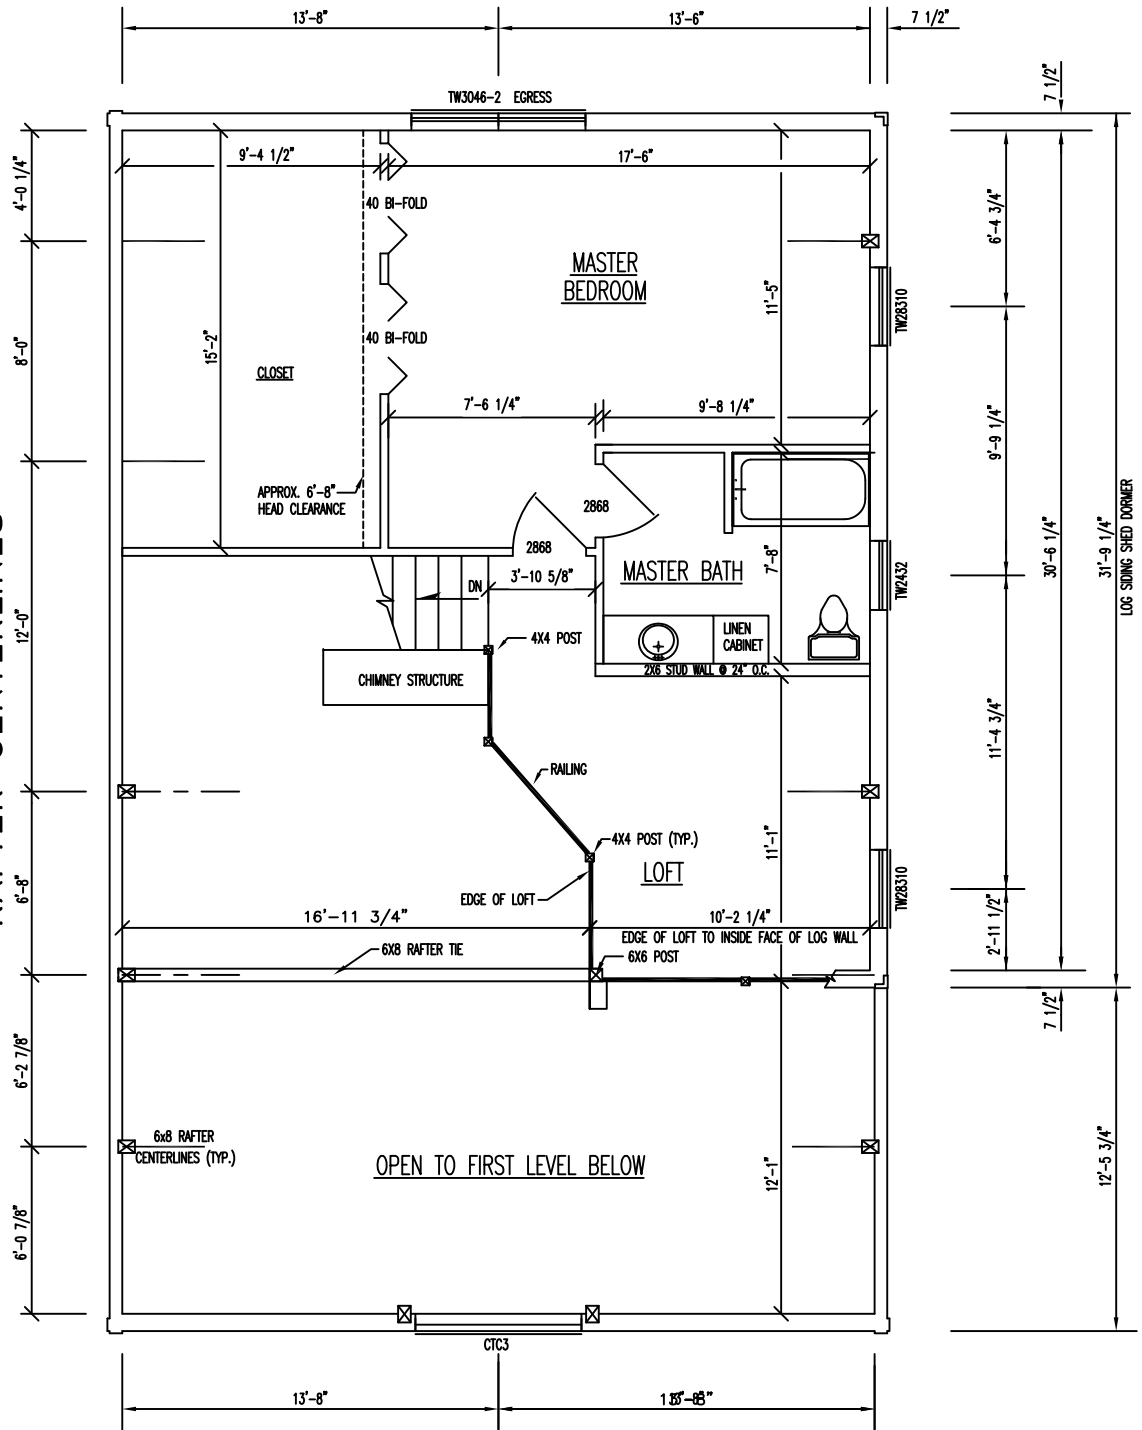 13'-8"
13'-6"
7 1/2"
7 1/2"
TW3046-2 EGRESS
9'-4 1/2"
17'-6"
4'-0 1/4"
6'-4 3/4"
40 BI-FOLD
MASTER
BEDROOM
11'-5"
TW28310
15'-2"
8'-0"
40 BI-FOLD
CLOSET
7'-6 1/4"
9'-8 1/4"
9'-9 1/4"
APPROX. 6'-8"
HEAD CLEARANCE
2868
2868
30'-6 1/4"
31'-9 1/4"
LOG SIDING SHED DORMER
12'-0"
DN
3'-10 5/8"
MASTER BATH
7'-8"
TW2432
4X4 POST
LINEN
CABINET
2X6 STUD WALL @ 24" O.C.
CHIMNEY STRUCTURE
11'-4 3/4"
RAILING
4X4 POST (TYP.)
11'-1"
LOFT
6'-8"
EDGE OF LOFT
TW28310
16'-11 3/4"
10'-2 1/4"
EDGE OF LOFT TO INSIDE FACE OF LOG WALL
2'-11 1/2"
6X8 RAFTER TIE
6X6 POST
7 1/2"
6'-2 7/8"
6x8 RAFTER
CENTERLINES (TYP.)
OPEN TO FIRST LEVEL BELOW
12'-1"
12'-5 3/4"
6'-0 7/8"
CTC3
13'-8"